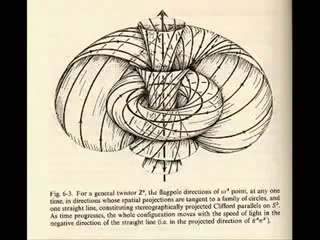 Fig. 6-3. For a general twistor Zᵅ, the flagpole directions of ωᴬ point, at any one
time, in directions whose spatial projections are tangent to a family of circles, and
one straight line, constituting stereographically projected Clifford parallels on S³.
As time progresses, the whole configuration moves with the speed of light in the
negative direction of the straight line (i.e. in the projected direction of